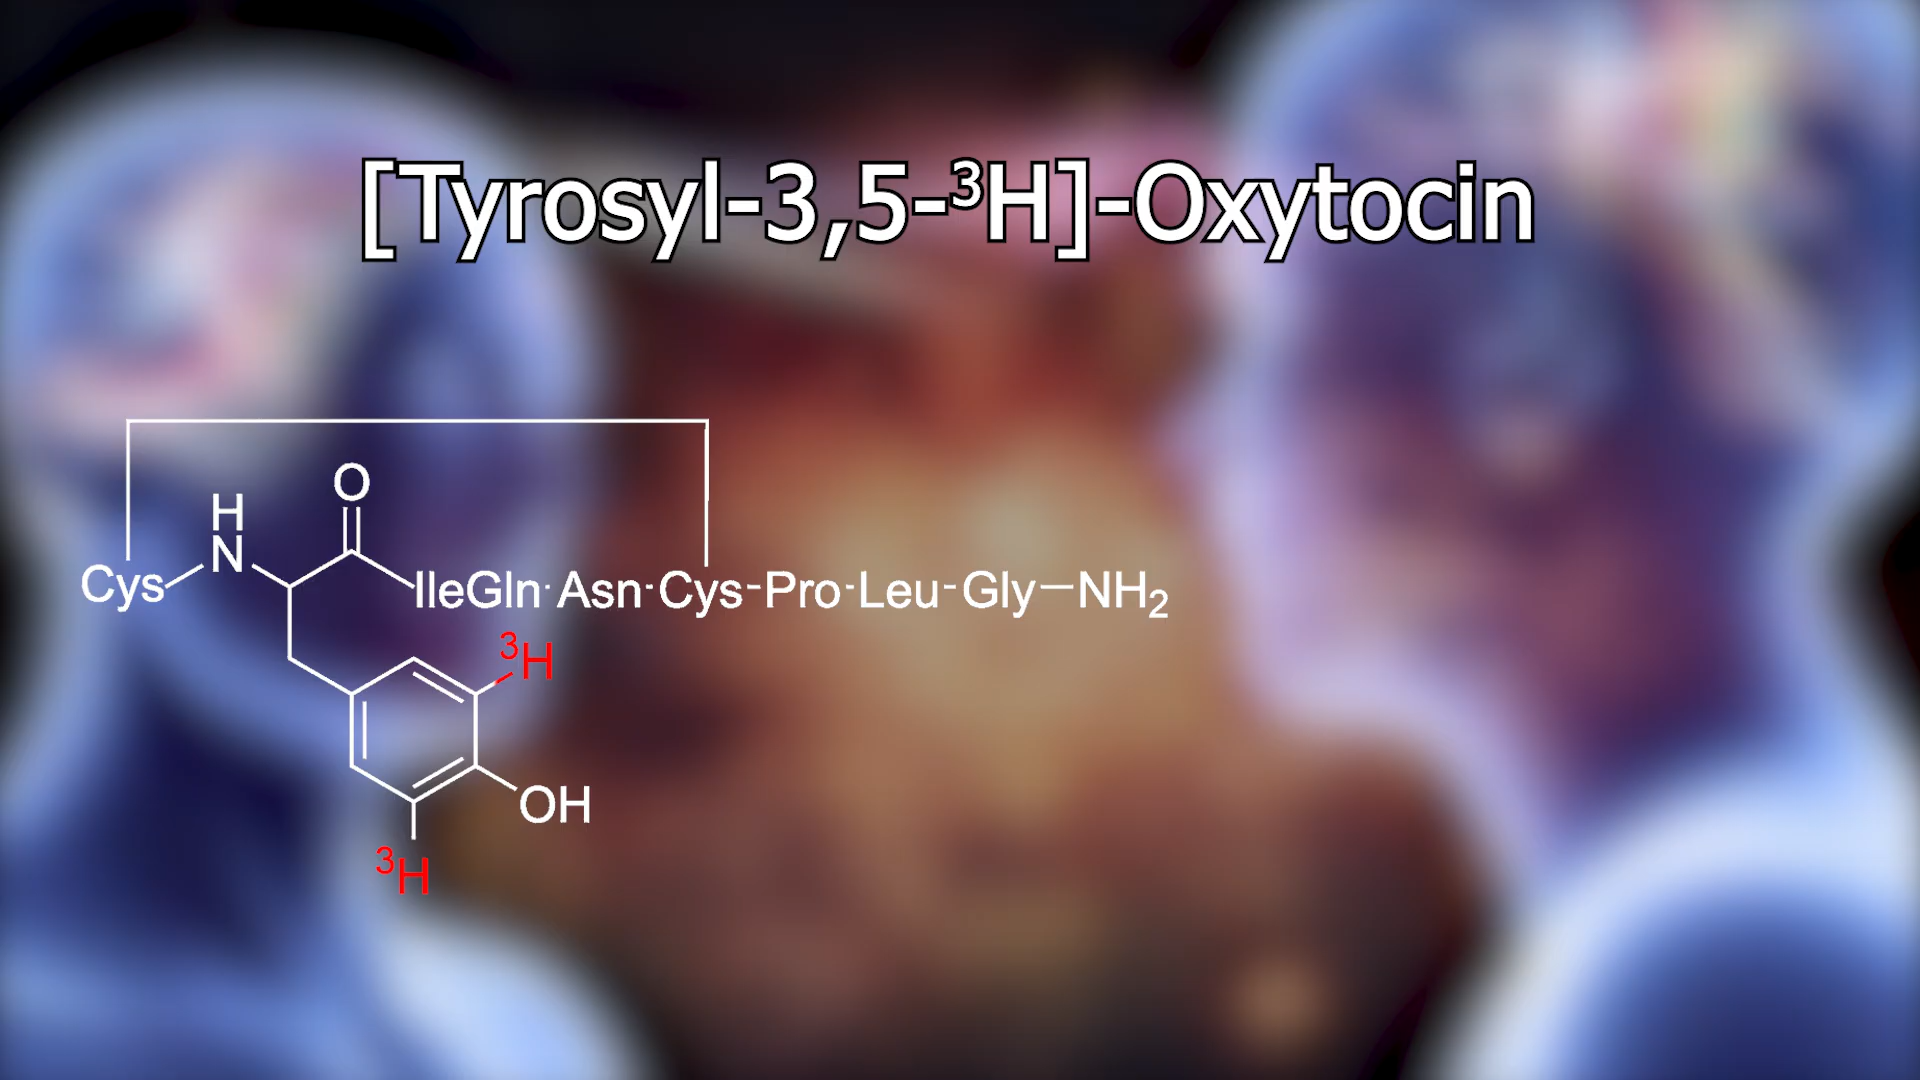 [Tyrosyl-3,5-³H]-Oxytocin
O
H
N
Cys
IleGln Asn Cys-Pro Leu-Gly—NH₂
³H
OH
³H